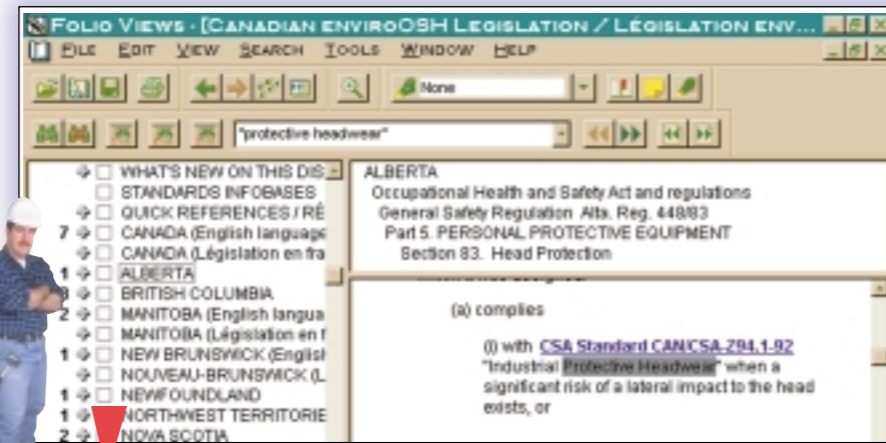 FOLIO VIEWS - [CANADIAN ENVIROOSH LEGISLATION / LÉGISLATION ENV...
FILE EDIT VIEW SEARCH TOOLS WINDOW HELP
None
"protective headwear"
WHAT'S NEW ON THIS DIS
STANDARDS INFOBASES
QUICK REFERENCES / RÉ
7 CANADA (English language
CANADA (Législation en fra
1 ALBERTA
BRITISH COLUMBIA
2 MANITOBA (English langua
MANITOBA (Législation en f
1 NEW BRUNSWICK (English
NOUVEAU-BRUNSWICK (L
1 NEWFOUNDLAND
1 NORTHWEST TERRITORIE
2 NOVA SCOTIA
ALBERTA
Occupational Health and Safety Act and regulations
General Safety Regulation Alta. Reg. 448/83
Part 5. PERSONAL PROTECTIVE EQUIPMENT
Section 83. Head Protection
(a) complies
(i) with CSA Standard CAN/CSA-Z94.1-92
"Industrial Protective Headwear" when a
significant risk of a lateral impact to the head
exists, or